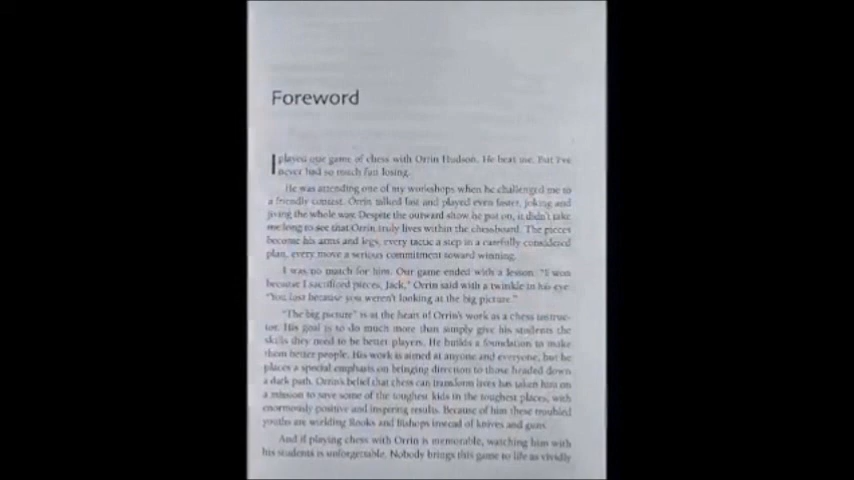 Foreword
I played one game of chess with Orrin Hudson. He beat me. But I've
never had so much fun losing.
He was attending one of my workshops when he challenged me to
a friendly contest. Orrin talked fast and played even faster, joking and
jiving the whole way. Despite the outward show he put on, it didn't take
me long to see that Orrin truly lives within the chessboard. The pieces
became his arms and legs, every tactic a step in a carefully considered
plan, every move a serious commitment toward winning.
I was no match for him. Our game ended with a lesson. "I won
because I sacrificed pieces, Jack," Orrin said with a twinkle in his eye.
"You lost because you weren't looking at the big picture."
"The big picture" is at the heart of Orrin's work as a chess instruc-
tor. His goal is to do much more than simply give his students the
skills they need to be better players. He builds a foundation to make
them better people. His work is aimed at anyone and everyone, but he
places a special emphasis on bringing direction to those headed down
a dark path. Orrin's belief that chess can transform lives has taken him on
a mission to save some of the toughest kids in the toughest places, with
enormously positive and inspiring results. Because of him these troubled
youths are wielding Rooks and Bishops instead of knives and guns.
And if playing chess with Orrin is memorable, watching him with
his students is unforgettable. Nobody brings this game to life as vividly